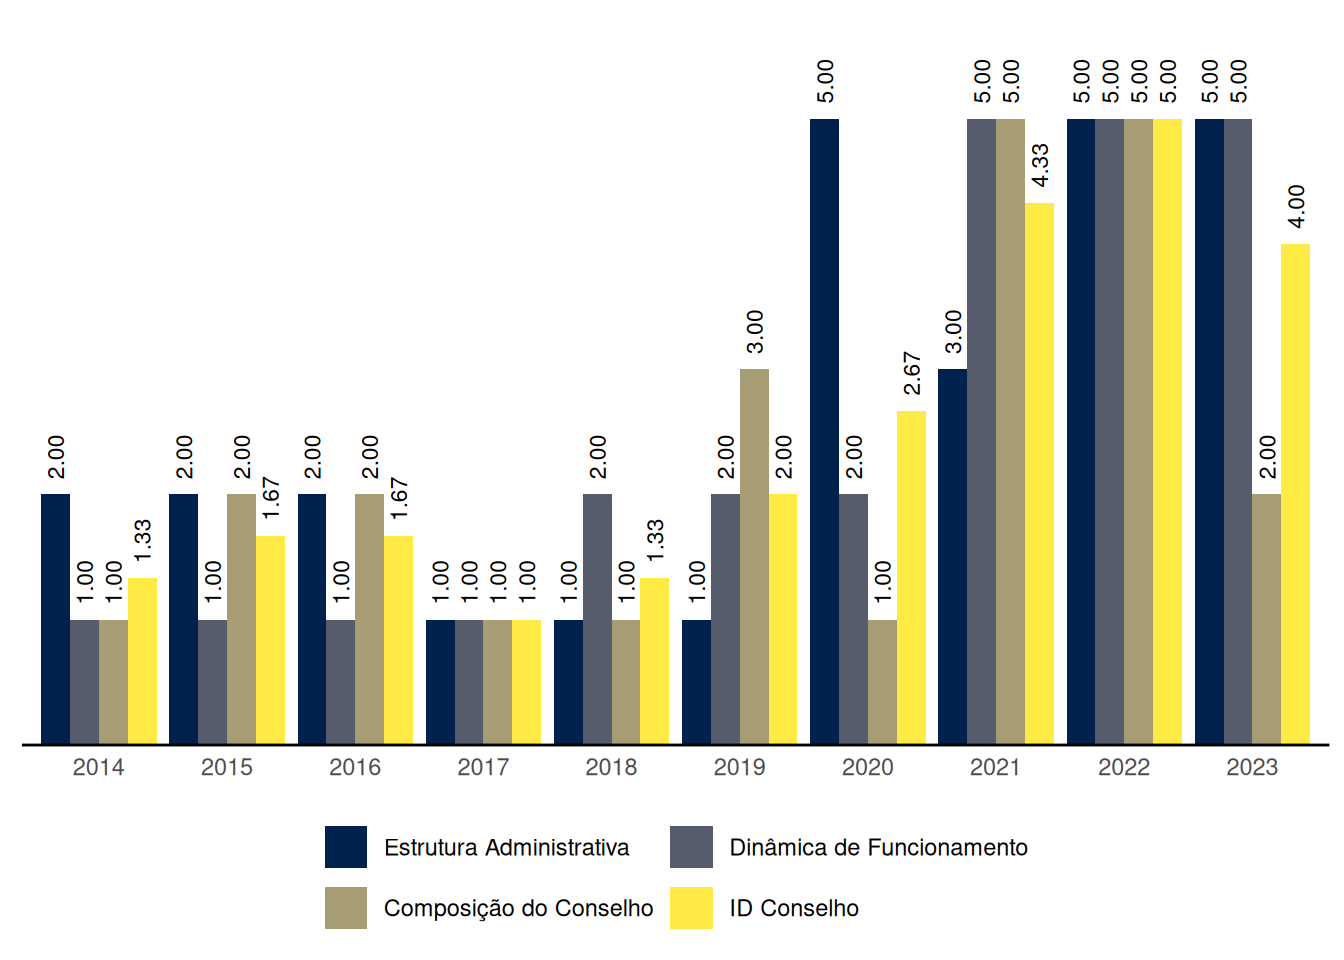 2.00 1.00 1.00 1.33 2.00 1.00 2.00 1.67 2.00 1.00 2.00 1.67 1.00 1.00 1.00 1.00 1.00 2.00 1.00 1.33 1.00 2.00 3.00 2.00 5.00 2.00 1.00 2.67 3.00 5.00 5.00 4.33 5.00 5.00 5.00 5.00 5.00 5.00 2.00 4.00
2014 2015 2016 2017 2018 2019 2020 2021 2022 2023
Estrutura Administrativa Dinâmica de Funcionamento
Composição do Conselho ID Conselho